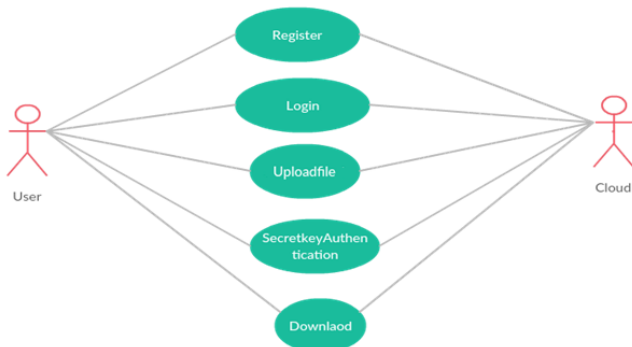 Register
Login
Uploadfile
User
Cloud
SecretkeyAuthen
tication
Downlaod